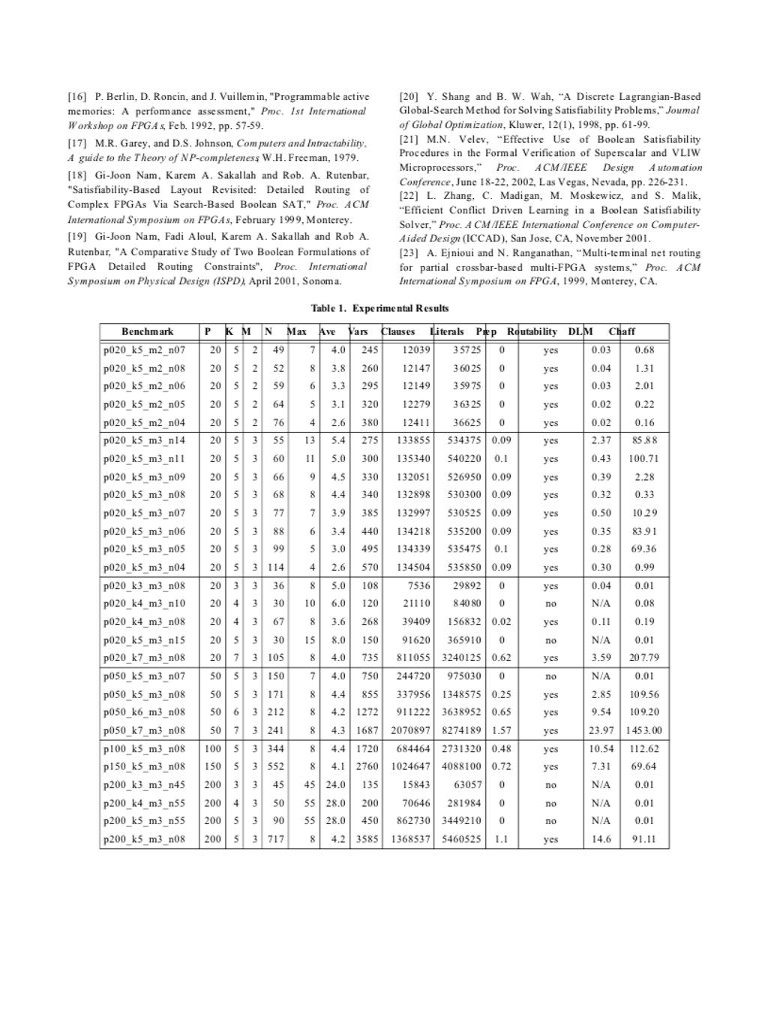 [16] P. Berlin, D. Roncin, and J. Vuillemin, "Programmable active
memories: A performance assessment," Proc. 1st International
Workshop on FPGAs, Feb. 1992, pp. 57-59.
[17] M.R. Garey, and D.S. Johnson, Computers and Intractability,
A guide to the Theory of NP-completeness, W.H. Freeman, 1979.
[18] Gi-Joon Nam, Karem A. Sakallah and Rob. A. Rutenbar,
"Satisfiability-Based Layout Revisited: Detailed Routing of
Complex FPGAs Via Search-Based Boolean SAT," Proc. ACM
International Symposium on FPGAs, February 1999, Monterey.
[19] Gi-Joon Nam, Fadi Aloul, Karem A. Sakallah and Rob A.
Rutenbar, "A Comparative Study of Two Boolean Formulations of
FPGA Detailed Routing Constraints", Proc. International
Symposium on Physical Design (ISPD), April 2001, Sonoma.
[20] Y. Shang and B. W. Wah, “A Discrete Lagrangian-Based
Global-Search Method for Solving Satisfiability Problems,” Journal
of Global Optimization, Kluwer, 12(1), 1998, pp. 61-99.
[21] M.N. Velev, “Effective Use of Boolean Satisfiability
Procedures in the Formal Verification of Superscalar and VLIW
Microprocessors,” Proc. ACM/IEEE Design Automation
Conference, June 18-22, 2002, Las Vegas, Nevada, pp. 226-231.
[22] L. Zhang, C. Madigan, M. Moskewicz, and S. Malik,
“Efficient Conflict Driven Learning in a Boolean Satisfiability
Solver,” Proc. ACM/IEEE International Conference on Computer-
Aided Design (ICCAD), San Jose, CA, November 2001.
[23] A. Ejnioui and N. Ranganathan, “Multi-terminal net routing
for partial crossbar-based multi-FPGA systems,” Proc. ACM
International Symposium on FPGA, 1999, Monterey, CA.
Table 1. Experimental Results
Benchmark P K M N Max Ave Vars Clauses Literals Prep Routability DLM Chaff
p020_k5_m2_n07 20 5 2 49 7 4.0 245 12039 35725 0 yes 0.03 0.68
p020_k5_m2_n08 20 5 2 52 8 3.8 260 12147 36025 0 yes 0.04 1.31
p020_k5_m2_n06 20 5 2 59 6 3.3 295 12149 35975 0 yes 0.03 2.01
p020_k5_m2_n05 20 5 2 64 5 3.1 320 12279 36325 0 yes 0.02 0.22
p020_k5_m2_n04 20 5 2 76 4 2.6 380 12411 36625 0 yes 0.02 0.16
p020_k5_m3_n14 20 5 3 55 13 5.4 275 133855 534375 0.09 yes 2.37 85.88
p020_k5_m3_n11 20 5 3 60 11 5.0 300 135340 540220 0.1 yes 0.43 100.71
p020_k5_m3_n09 20 5 3 66 9 4.5 330 132051 526950 0.09 yes 0.39 2.28
p020_k5_m3_n08 20 5 3 68 8 4.4 340 132898 530300 0.09 yes 0.32 0.33
p020_k5_m3_n07 20 5 3 77 7 3.9 385 132997 530525 0.09 yes 0.50 10.29
p020_k5_m3_n06 20 5 3 88 6 3.4 440 134218 535200 0.09 yes 0.35 83.91
p020_k5_m3_n05 20 5 3 99 5 3.0 495 134339 535475 0.1 yes 0.28 69.36
p020_k5_m3_n04 20 5 3 114 4 2.6 570 134504 535850 0.09 yes 0.30 0.99
p020_k3_m3_n08 20 3 3 36 8 5.0 108 7536 29892 0 yes 0.04 0.01
p020_k4_m3_n10 20 4 3 30 10 6.0 120 21110 84080 0 no N/A 0.08
p020_k4_m3_n08 20 4 3 67 8 3.6 268 39409 156832 0.02 yes 0.11 0.19
p020_k5_m3_n15 20 5 3 30 15 8.0 150 91620 365910 0 no N/A 0.01
p020_k7_m3_n08 20 7 3 105 8 4.0 735 811055 3240125 0.62 yes 3.59 207.79
p050_k5_m3_n07 50 5 3 150 7 4.0 750 244720 975030 0 no N/A 0.01
p050_k5_m3_n08 50 5 3 171 8 4.4 855 337956 1348575 0.25 yes 2.85 109.56
p050_k6_m3_n08 50 6 3 212 8 4.2 1272 911222 3638952 0.65 yes 9.54 109.20
p050_k7_m3_n08 50 7 3 241 8 4.3 1687 2070897 8274189 1.57 yes 23.97 1453.00
p100_k5_m3_n08 100 5 3 344 8 4.4 1720 684464 2731320 0.48 yes 10.54 112.62
p150_k5_m3_n08 150 5 3 552 8 4.1 2760 1024647 4088100 0.72 yes 7.31 69.64
p200_k3_m3_n45 200 3 3 45 45 24.0 135 15843 63057 0 no N/A 0.01
p200_k4_m3_n55 200 4 3 50 55 28.0 200 70646 281984 0 no N/A 0.01
p200_k5_m3_n55 200 5 3 90 55 28.0 450 862730 3449210 0 no N/A 0.01
p200_k5_m3_n08 200 5 3 717 8 4.2 3585 1368537 5460525 1.1 yes 14.6 91.11